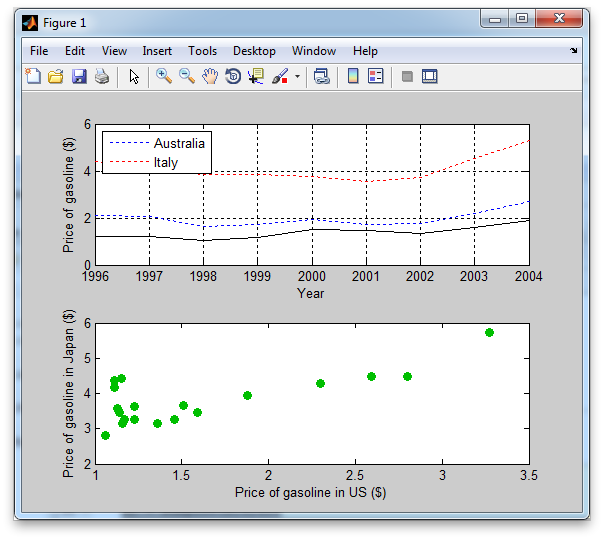 Figure 1
File Edit View Insert Tools Desktop Window Help
Price of gasoline ($)
6
4
2
0
Australia
Italy
1996 1997 1998 1999 2000 2001 2002 2003 2004
Year
Price of gasoline in Japan ($)
6
5
4
3
2
1 1.5 2 2.5 3 3.5
Price of gasoline in US ($)